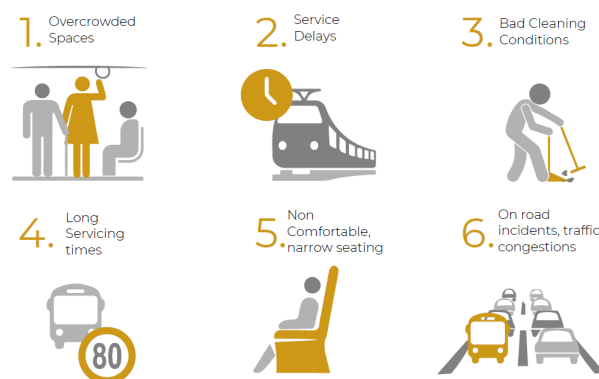 1. Overcrowded
Spaces
2. Service
Delays
3. Bad Cleaning
Conditions
4. Long
Servicing
times
80
5. Non
Comfortable,
narrow seating
6. On road
incidents, traffic
congestions